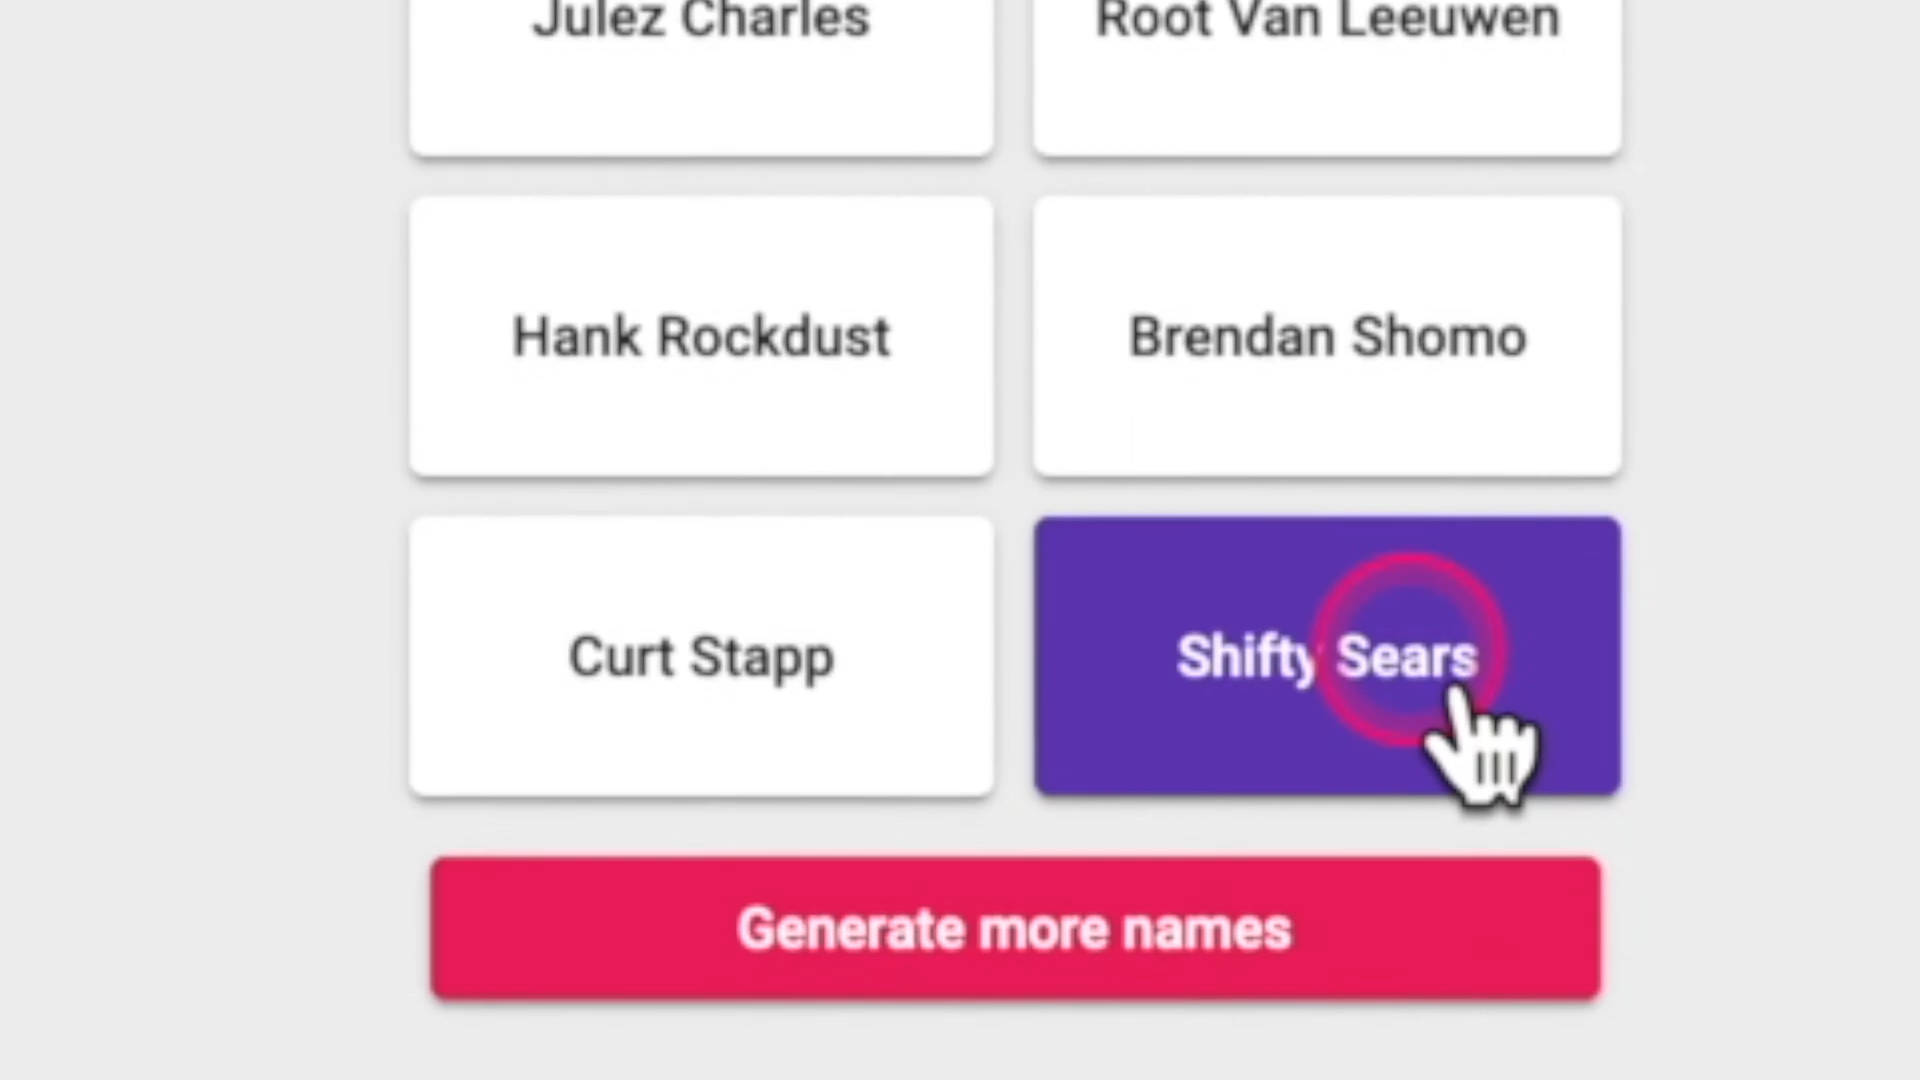 Julez Charles
Root Van Leeuwen
Hank Rockdust
Brendan Shomo
Curt Stapp
Shifty Sears
Generate more names